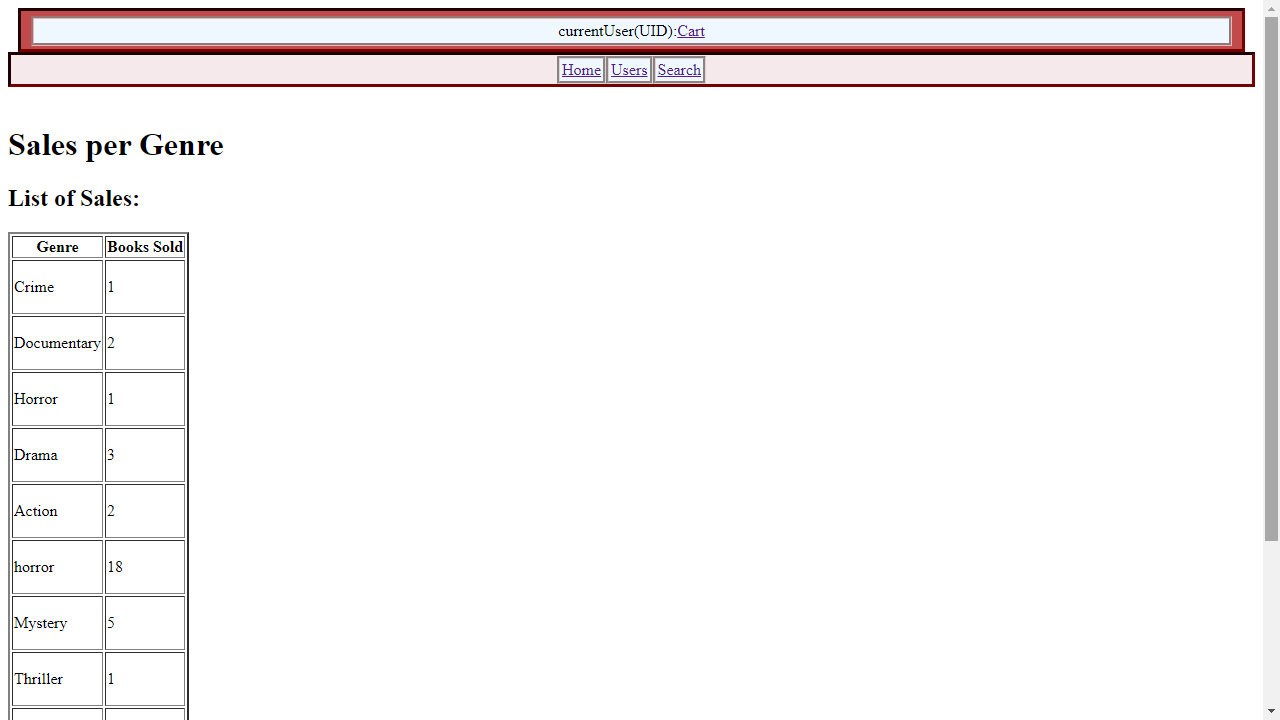 currentUser(UID):Cart
Home Users Search
Sales per Genre
List of Sales:
Genre Books Sold
Crime 1
Documentary 2
Horror 1
Drama 3
Action 2
horror 18
Mystery 5
Thriller 1